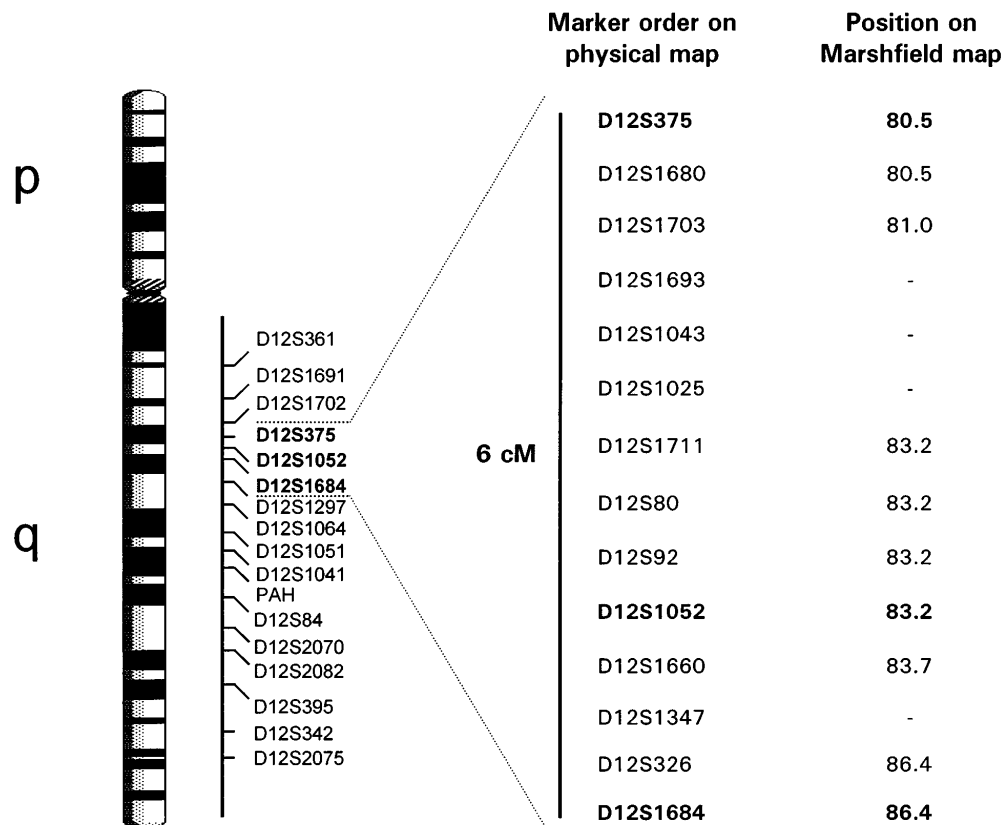 Marker order on physical map
Position on Marshfield map
p
q
D12S361
D12S1691
D12S1702
D12S375
D12S1052
D12S1684
D12S1297
D12S1064
D12S1051
D12S1041
PAH
D12S84
D12S2070
D12S2082
D12S395
D12S342
D12S2075
6 cM
D12S375 80.5
D12S1680 80.5
D12S1703 81.0
D12S1693 -
D12S1043 -
D12S1025 -
D12S1711 83.2
D12S80 83.2
D12S92 83.2
D12S1052 83.2
D12S1660 83.7
D12S1347 -
D12S326 86.4
D12S1684 86.4